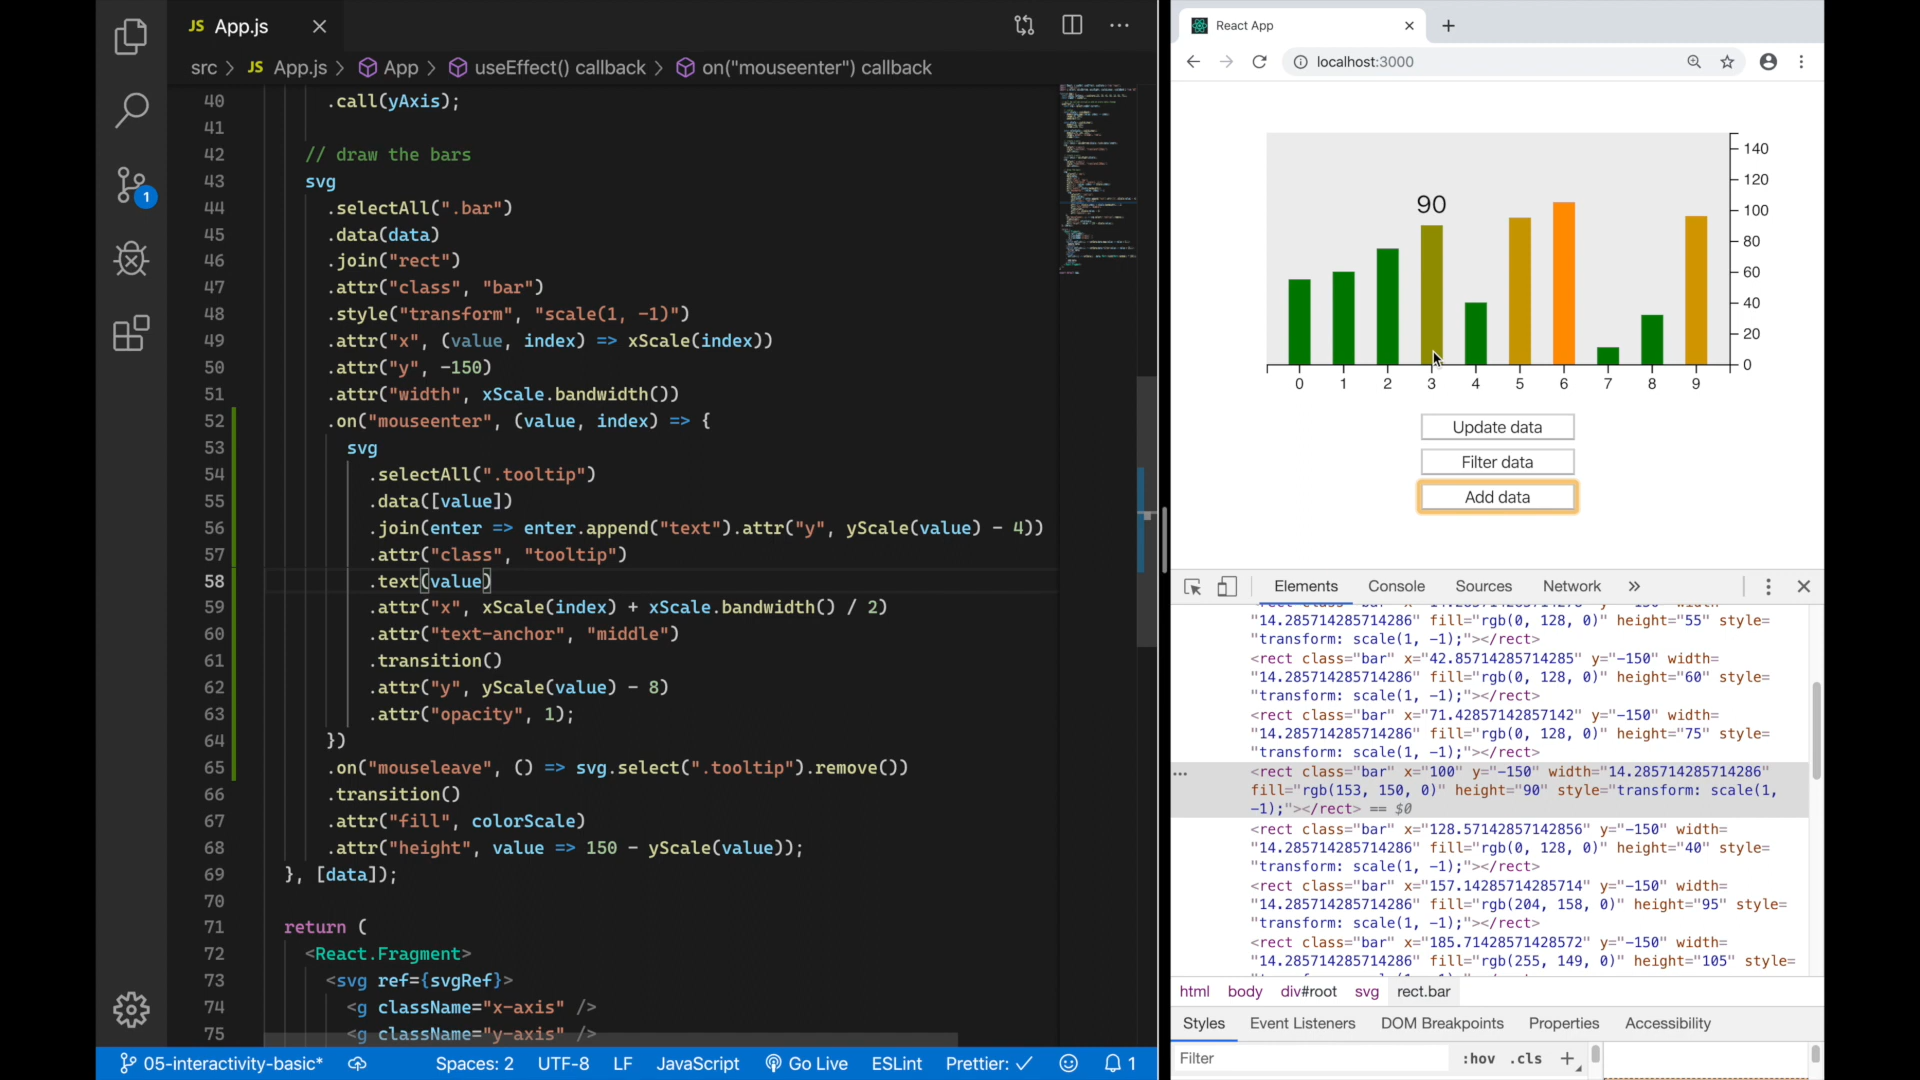 JS App.js
src > JS App.js > App > useEffect() callback > on("mouseenter") callback
40 .call(yAxis);
41
42 // draw the bars
43 svg
44 .selectAll(".bar")
45 .data(data)
46 .join("rect")
47 .attr("class", "bar")
48 .style("transform", "scale(1, -1)")
49 .attr("x", (value, index) => xScale(index))
50 .attr("y", -150)
51 .attr("width", xScale.bandwidth())
52 .on("mouseenter", (value, index) => {
53 svg
54 .selectAll(".tooltip")
55 .data([value])
56 .join(enter => enter.append("text").attr("y", yScale(value) - 4))
57 .attr("class", "tooltip")
58 .text(value)
59 .attr("x", xScale(index) + xScale.bandwidth() / 2)
60 .attr("text-anchor", "middle")
61 .transition()
62 .attr("y", yScale(value) - 8)
63 .attr("opacity", 1);
64 })
65 .on("mouseleave", () => svg.select(".tooltip").remove())
66 .transition()
67 .attr("fill", colorScale)
68 .attr("height", value => 150 - yScale(value));
69 }, [data]);
70
71 return (
72 <React.Fragment>
73 <svg ref={svgRef}>
74 <g className="x-axis" />
75 <g className="y-axis" />
1
05-interactivity-basic* Spaces: 2 UTF-8 LF JavaScript Go Live ESLint Prettier: ✓ 1
React App
localhost:3000
140
120
100
80
60
40
20
0
90
0 1 2 3 4 5 6 7 8 9
Update data
Filter data
Add data
Elements Console Sources Network »
"14.285714285714286" fill="rgb(0, 128, 0)" height="55" style=
"transform: scale(1, -1);"></rect>
<rect class="bar" x="42.85714285714285" y="-150" width=
"14.285714285714286" fill="rgb(0, 128, 0)" height="60" style=
"transform: scale(1, -1);"></rect>
<rect class="bar" x="71.42857142857142" y="-150" width=
"14.285714285714286" fill="rgb(0, 128, 0)" height="75" style=
"transform: scale(1, -1);"></rect>
<rect class="bar" x="100" y="-150" width="14.285714285714286"
fill="rgb(153, 150, 0)" height="90" style="transform: scale(1,
-1);"></rect> == $0
<rect class="bar" x="128.57142857142856" y="-150" width=
"14.285714285714286" fill="rgb(0, 128, 0)" height="40" style=
"transform: scale(1, -1);"></rect>
<rect class="bar" x="157.14285714285714" y="-150" width=
"14.285714285714286" fill="rgb(204, 158, 0)" height="95" style=
"transform: scale(1, -1);"></rect>
<rect class="bar" x="185.71428571428572" y="-150" width=
"14.285714285714286" fill="rgb(255, 149, 0)" height="105" style=
html body div#root svg rect.bar
Styles Event Listeners DOM Breakpoints Properties Accessibility
Filter :hov .cls +